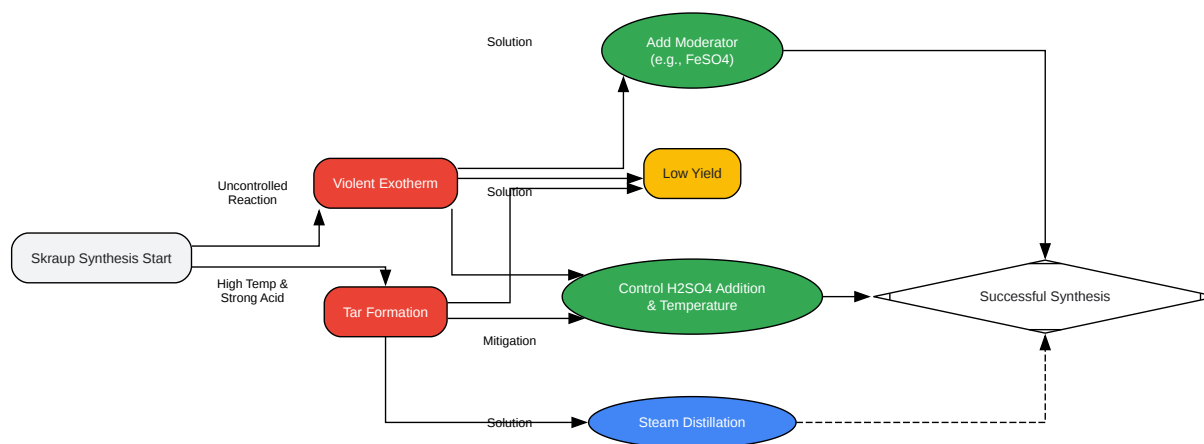 Solution
Add Moderator
(e.g., FeSO4)
Uncontrolled
Reaction
Violent Exotherm
Solution
Low Yield
Skraup Synthesis Start
High Temp &
Strong Acid
Tar Formation
Mitigation
Control H2SO4 Addition
& Temperature
Successful Synthesis
Solution
Steam Distillation